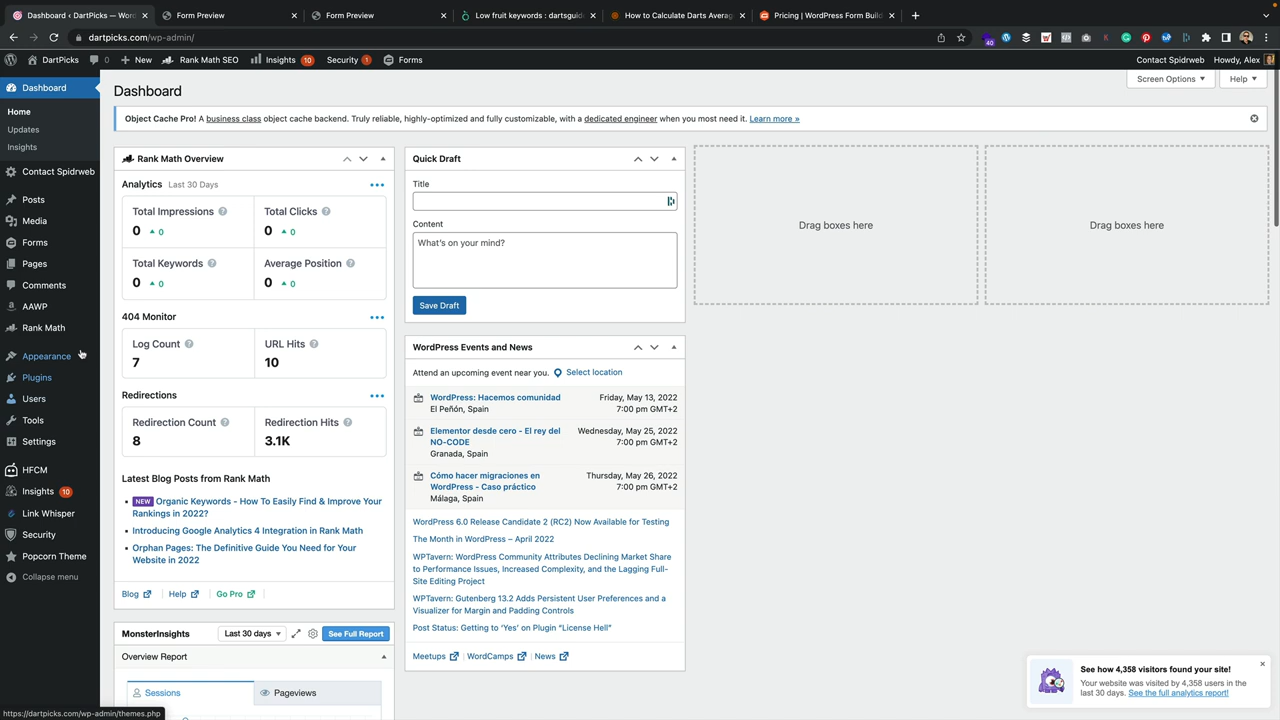 Dashboard ‹ DartPicks — Wor
Form Preview
Form Preview
Low fruit keywords : dartsguid
How to Calculate Darts Averag
Pricing | WordPress Form Buil
dartpicks.com/wp-admin/
40
DartPicks
0
New
Rank Math SEO
Insights 10
Security 1
Forms
Contact Spidrweb
Howdy, Alex
Dashboard
Home
Updates
Insights
Contact Spidrweb
Posts
Media
Forms
Pages
Comments
AAWP
Rank Math
Appearance
Plugins
Users
Tools
Settings
HFCM
Insights 10
Link Whisper
Security
Popcorn Theme
Collapse menu
https://dartpicks.com/wp-admin/themes.php
Dashboard
Screen Options
Help
Object Cache Pro! A business class object cache backend. Truly reliable, highly-optimized and fully customizable, with a dedicated engineer when you most need it. Learn more »
Rank Math Overview
Analytics Last 30 Days
Total Impressions
0 0
Total Clicks
0 0
Total Keywords
0 0
Average Position
0 0
404 Monitor
Log Count
7
URL Hits
10
Redirections
Redirection Count
8
Redirection Hits
3.1K
Latest Blog Posts from Rank Math
NEW Organic Keywords - How To Easily Find & Improve Your
Rankings in 2022?
Introducing Google Analytics 4 Integration in Rank Math
Orphan Pages: The Definitive Guide You Need for Your
Website in 2022
Blog
Help
Go Pro
MonsterInsights
Last 30 days
See Full Report
Overview Report
Sessions
Pageviews
Quick Draft
Title
Content
What's on your mind?
Save Draft
WordPress Events and News
Attend an upcoming event near you. Select location
WordPress: Hacemos comunidad
El Peñón, Spain
Friday, May 13, 2022
7:00 pm GMT+2
Elementor desde cero - El rey del
NO-CODE
Granada, Spain
Wednesday, May 25, 2022
7:00 pm GMT+2
Cómo hacer migraciones en
WordPress - Caso práctico
Málaga, Spain
Thursday, May 26, 2022
7:00 pm GMT+2
WordPress 6.0 Release Candidate 2 (RC2) Now Available for Testing
The Month in WordPress – April 2022
WPTavern: WordPress Community Attributes Declining Market Share
to Performance Issues, Increased Complexity, and the Lagging Full-
Site Editing Project
WPTavern: Gutenberg 13.2 Adds Persistent User Preferences and a
Visualizer for Margin and Padding Controls
Post Status: Getting to ‘Yes’ on Plugin “License Hell”
Meetups
WordCamps
News
Drag boxes here
Drag boxes here
See how 4,358 visitors found your site!
Your website was visited by 4,358 users in the
last 30 days. See the full analytics report!